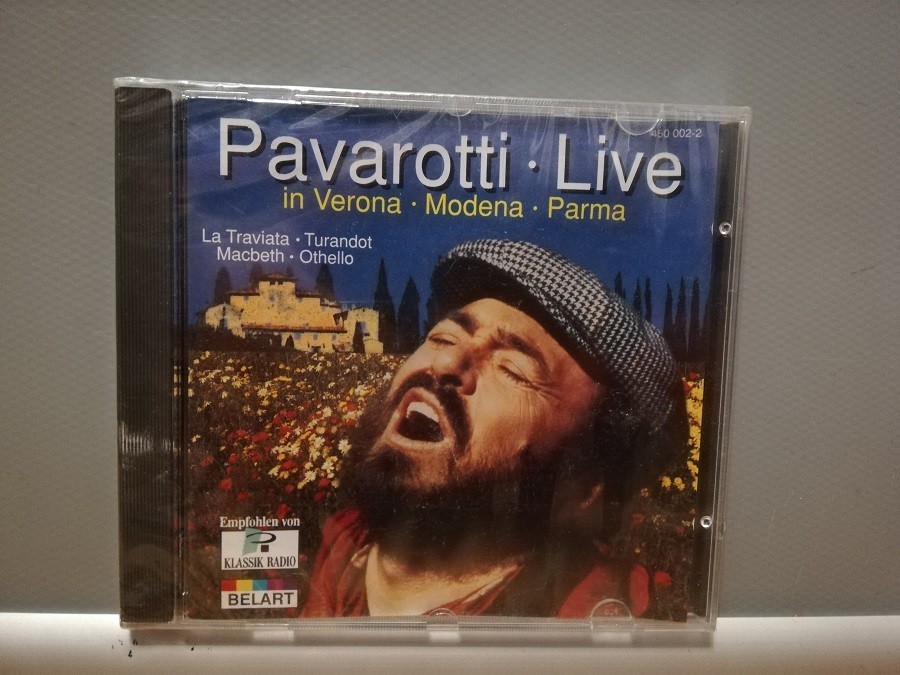 450 002-2
Pavarotti · Live
in Verona · Modena · Parma
La Traviata · Turandot
Macbeth · Othello
Empfohlen von
KLASSIK RADIO
BELART